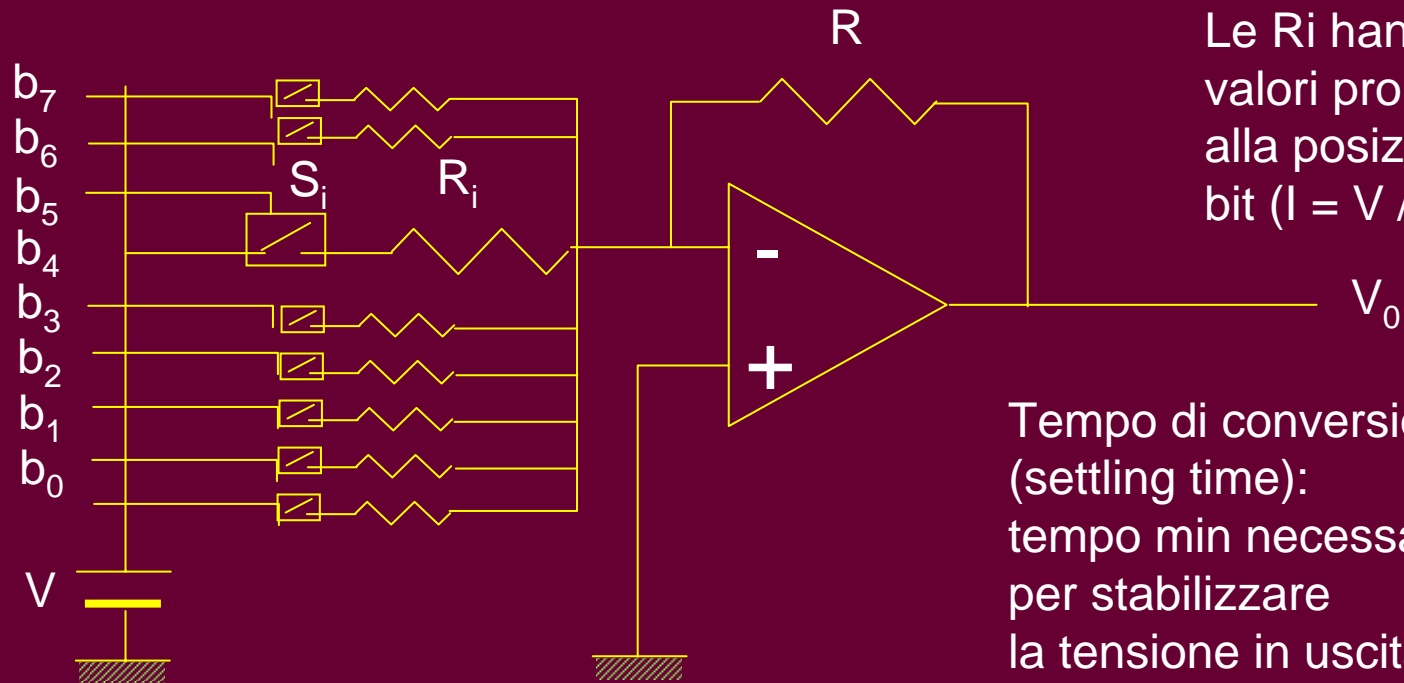 R
Le Ri han
valori pro
alla posiz
bit (I = V /
b7
b6
b5
b4
b3
b2
b1
b0
Si
Ri
-
+
V0
V
Tempo di conversio
(settling time):
tempo min necessa
per stabilizzare
la tensione in uscit